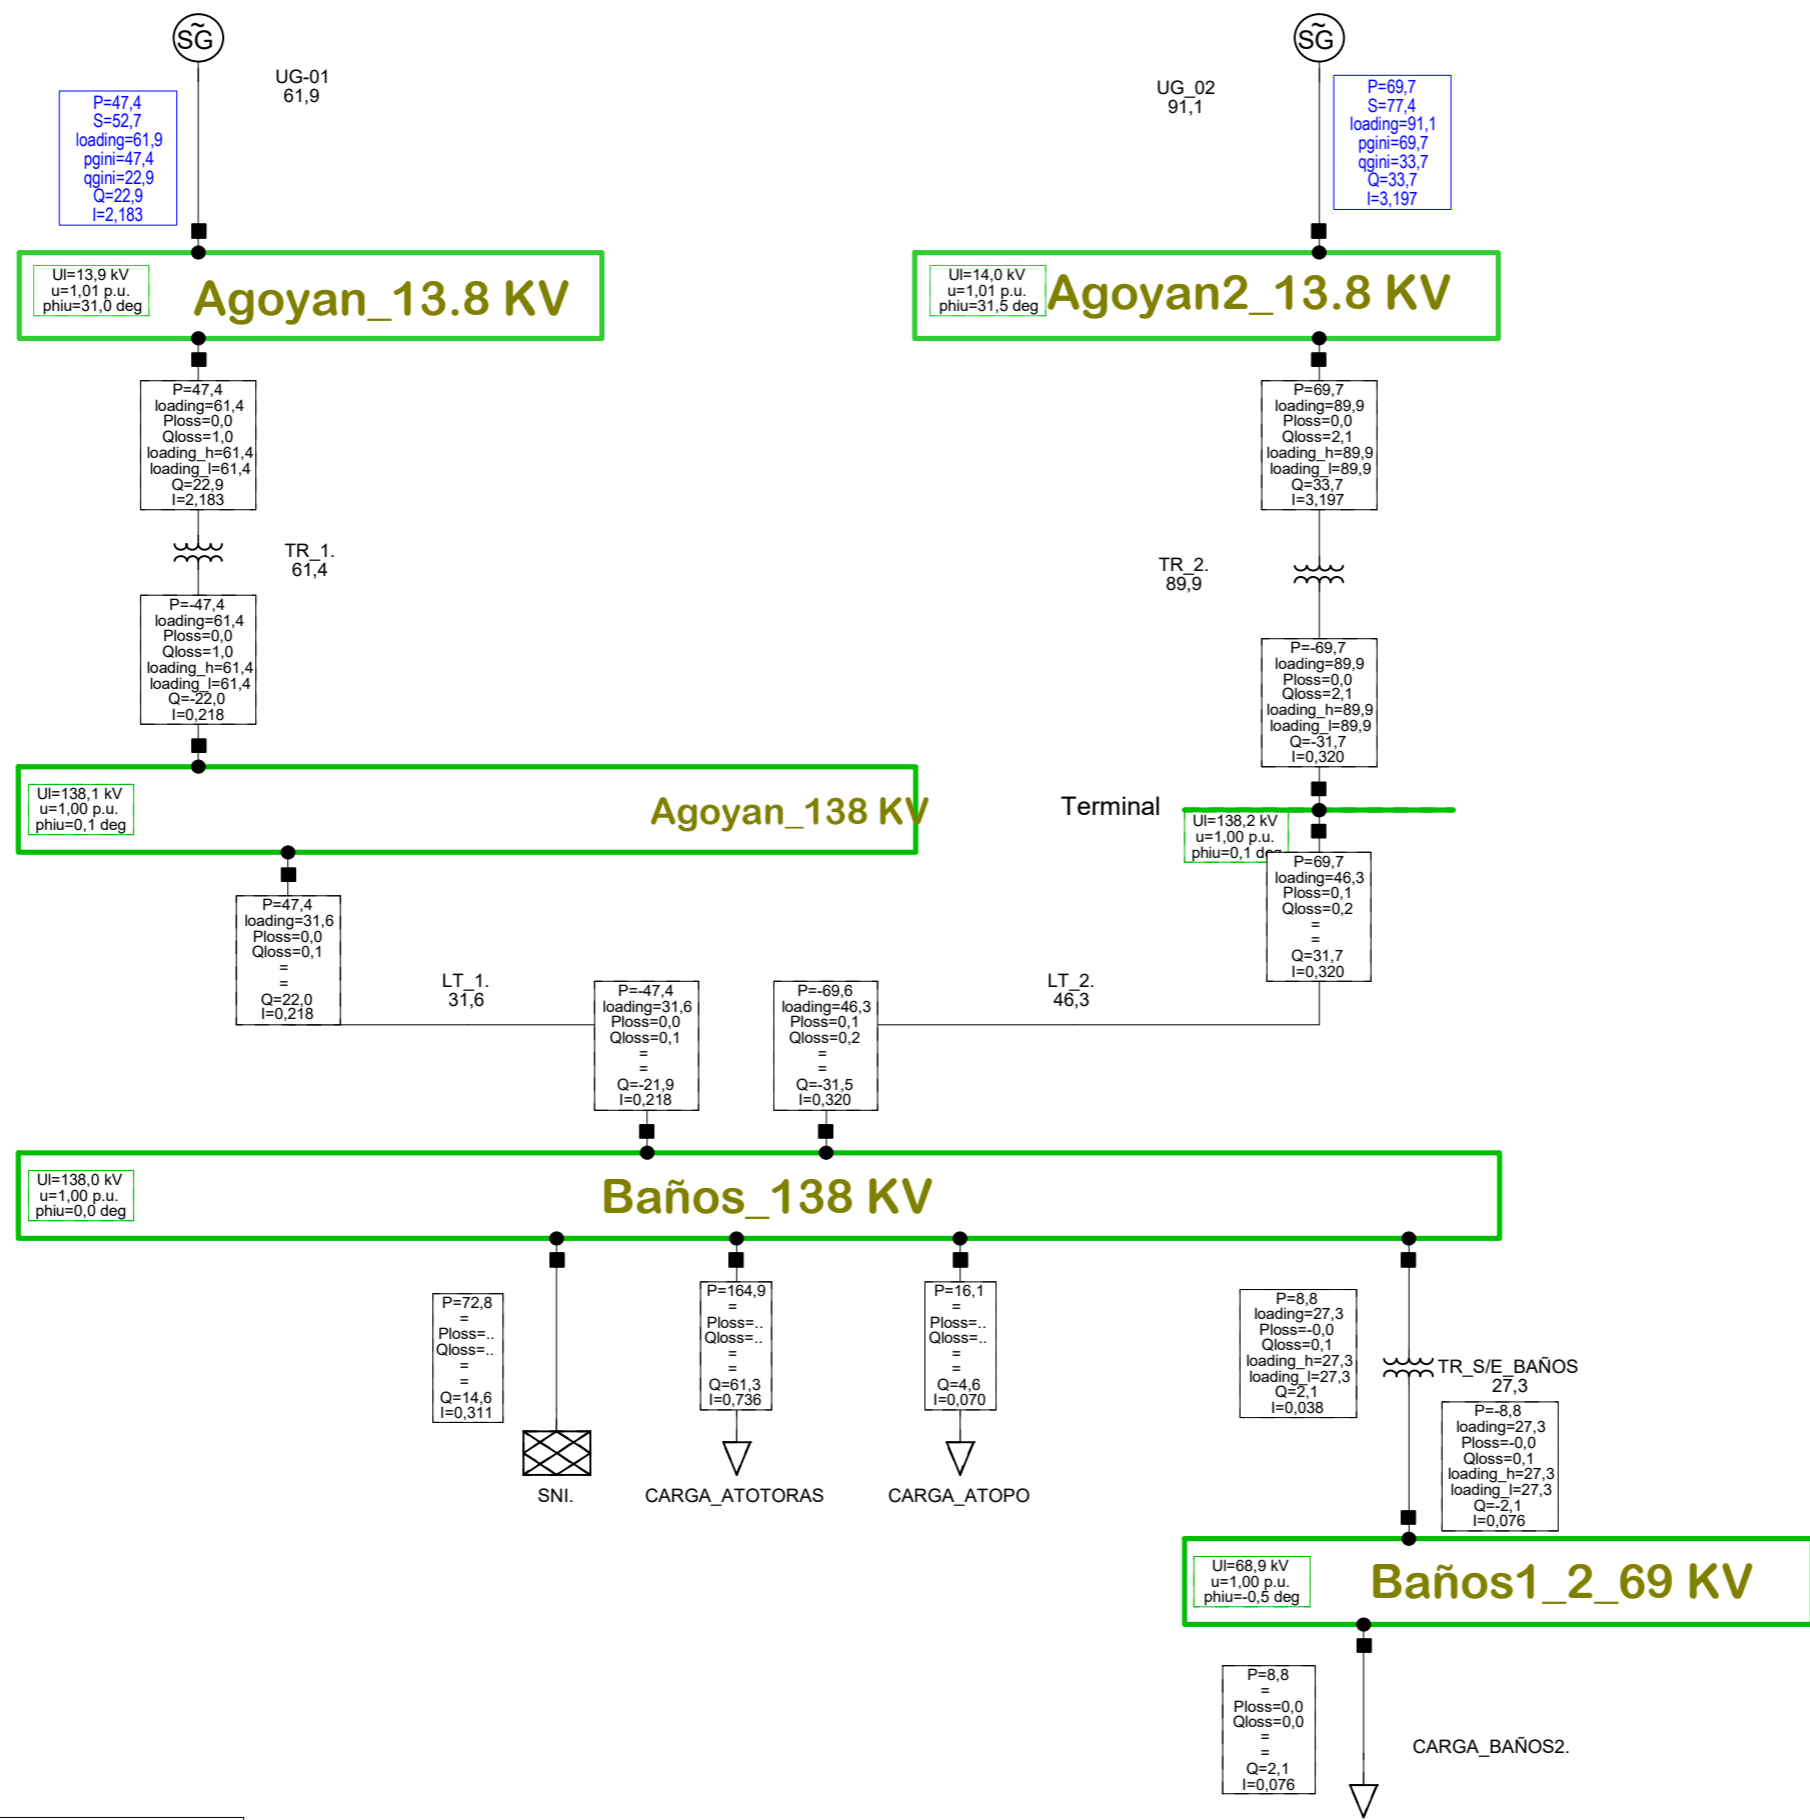 SG
UG-01
61,9
P=47,4
S=52,7
loading=61,9
pgini=47,4
qgini=22,9
Q=22,9
I=2,183
SG
UG_02
91,1
P=69,7
S=77,4
loading=91,1
pgini=69,7
qgini=33,7
Q=33,7
I=3,197
Ul=13,9 kV
u=1,01 p.u.
phiu=31,0 deg
Agoyan_13.8 KV
Ul=14,0 kV
u=1,01 p.u.
phiu=31,5 deg
Agoyan2_13.8 KV
P=47,4
loading=61,4
Ploss=0,0
Qloss=1,0
loading_h=61,4
loading_l=61,4
Q=22,9
I=2,183
P=69,7
loading=89,9
Ploss=0,0
Qloss=2,1
loading_h=89,9
loading_l=89,9
Q=33,7
I=3,197
TR_1.
61,4
TR_2.
89,9
P=-47,4
loading=61,4
Ploss=0,0
Qloss=1,0
loading_h=61,4
loading_l=61,4
Q=-22,0
I=0,218
P=-69,7
loading=89,9
Ploss=0,0
Qloss=2,1
loading_h=89,9
loading_l=89,9
Q=-31,7
I=0,320
Ul=138,1 kV
u=1,00 p.u.
phiu=0,1 deg
Agoyan_138 KV
Terminal
Ul=138,2 kV
u=1,00 p.u.
phiu=0,1 deg
P=69,7
loading=46,3
Ploss=0,1
Qloss=0,2
=
=
Q=31,7
I=0,320
P=47,4
loading=31,6
Ploss=0,0
Qloss=0,1
=
=
Q=22,0
I=0,218
LT_1.
31,6
P=-47,4
loading=31,6
Ploss=0,0
Qloss=0,1
=
=
Q=-21,9
I=0,218
P=-69,6
loading=46,3
Ploss=0,1
Qloss=0,2
=
=
Q=-31,5
I=0,320
LT_2.
46,3
Ul=138,0 kV
u=1,00 p.u.
phiu=0,0 deg
Baños_138 KV
P=72,8
=
Ploss=..
Qloss=..
=
=
Q=14,6
I=0,311
SNI.
P=164,9
=
Ploss=..
Qloss=..
=
=
Q=61,3
I=0,736
CARGA_ATOTORAS
P=16,1
=
Ploss=..
Qloss=..
=
=
Q=4,6
I=0,070
CARGA_ATOPO
P=8,8
loading=27,3
Ploss=-0,0
Qloss=0,1
loading_h=27,3
loading_l=27,3
Q=2,1
I=0,038
TR_S/E_BAÑOS
27,3
P=-8,8
loading=27,3
Ploss=-0,0
Qloss=0,1
loading_h=27,3
loading_l=27,3
Q=-2,1
I=0,076
Ul=68,9 kV
u=1,00 p.u.
phiu=-0,5 deg
Baños1_2_69 KV
P=8,8
=
Ploss=0,0
Qloss=0,0
=
=
Q=2,1
I=0,076
CARGA_BAÑOS2.